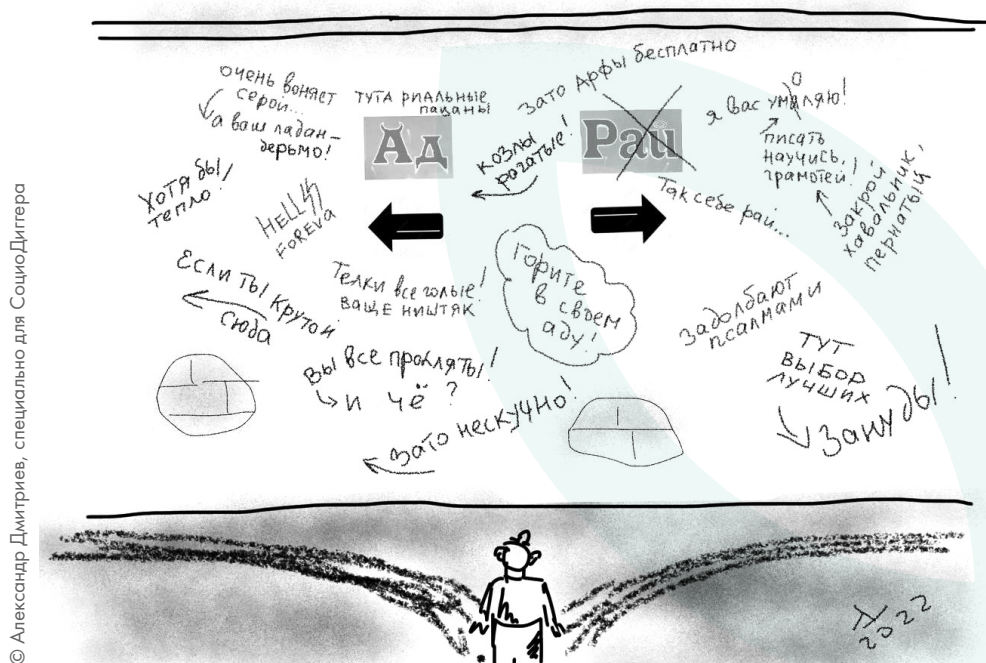 очень воняет
серой...
а ваш ладан –
дерьмо!
тута риальные
пацаны
Ад
Зато Арфы бесплатно
Рай
козлы
рагатые!
я вас умаляю!
о
писать
научись,
грамотей!
Закрой
хавальник,
пернатый
Так себе рай...
Хотя бы
тепло!
HELL
FOREVA
Если ты крутой
сюда
Телки все голые!
ВАЩЕ НИШТЯК
Горите
в своем
аду!
задолбают
псалмами
ТУТ
ВЫБОР
ЛУЧШИХ
Зануды!
Вы все прокляты!
и чё?
зато нескучно!
2022
© Александр Дмитриев, специально для СоциоДиггера